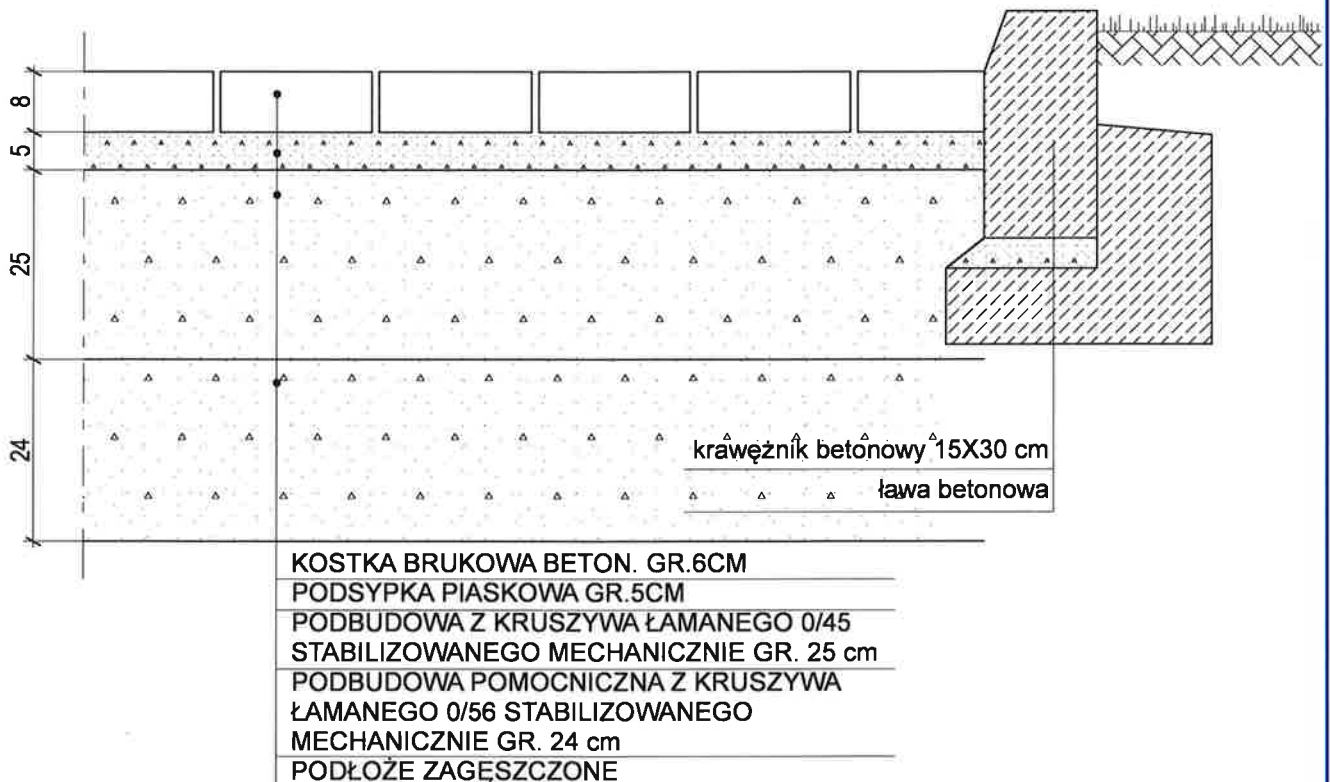 8
5
25
24
krawężnik betonowy 15X30 cm
ława betonowa
KOSTKA BRUKOWA BETON. GR.6CM
PODSYPKA PIASKOWA GR.5CM
PODBUDOWA Z KRUSZYWA ŁAMANEGO 0/45
STABILIZOWANEGO MECHANICZNIE GR. 25 cm
PODBUDOWA POMOCNICZNA Z KRUSZYWA
ŁAMANEGO 0/56 STABILIZOWANEGO
MECHANICZNIE GR. 24 cm
PODŁOŻE ZAGĘSZCZONE